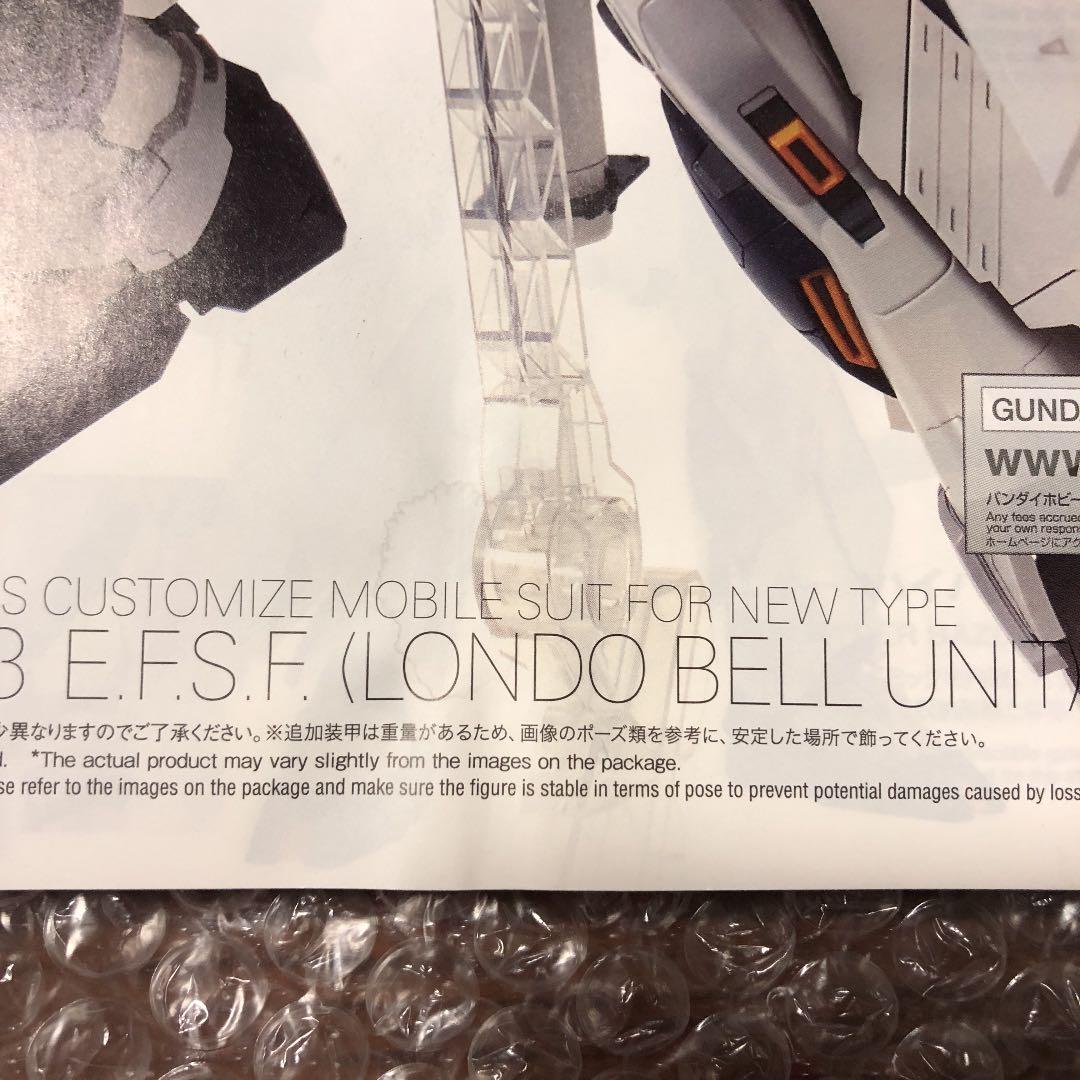 GUND
WWW
バンダイホビー
Any fees accrued
your own respon
ホームページにアク
S CUSTOMIZE MOBILE SUIT FOR NEW TYPE
3 E.F.S.F. (LONDO BELL UNIT)
少異なりますのでご了承ください。※追加装甲は重量があるため、画像のポーズ類を参考に、安定した場所で飾ってください。
d. *The actual product may vary slightly from the images on the package.
se refer to the images on the package and make sure the figure is stable in terms of pose to prevent potential damages caused by loss